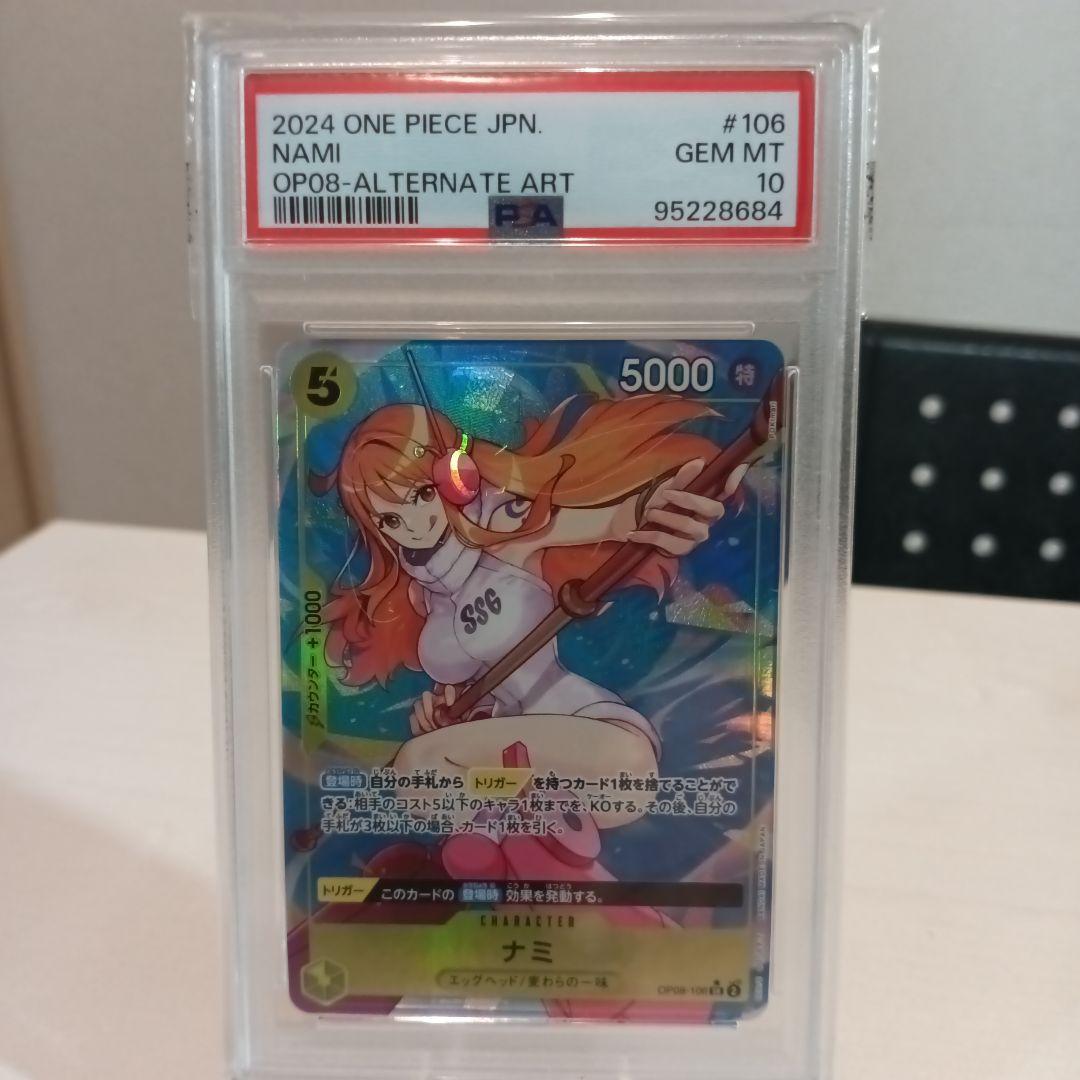 2024 ONE PIECE JPN.
#106
NAMI
GEM MT
OP08-ALTERNATE ART
10
95228684
5
5000
特
カウンター +1000
SSG
登場時 自分の手札から トリガー を持つカード1枚を捨てることがで
きる:相手のコスト5以下のキャラ1枚までを、KOする。その後、自分の
手札が3枚以下の場合、カード1枚を引く。
トリガー このカードの 登場時 効果を発動する。
CHARACTER
ナミ
エッグヘッド/麦わらの一味
OP08-106 SR 2